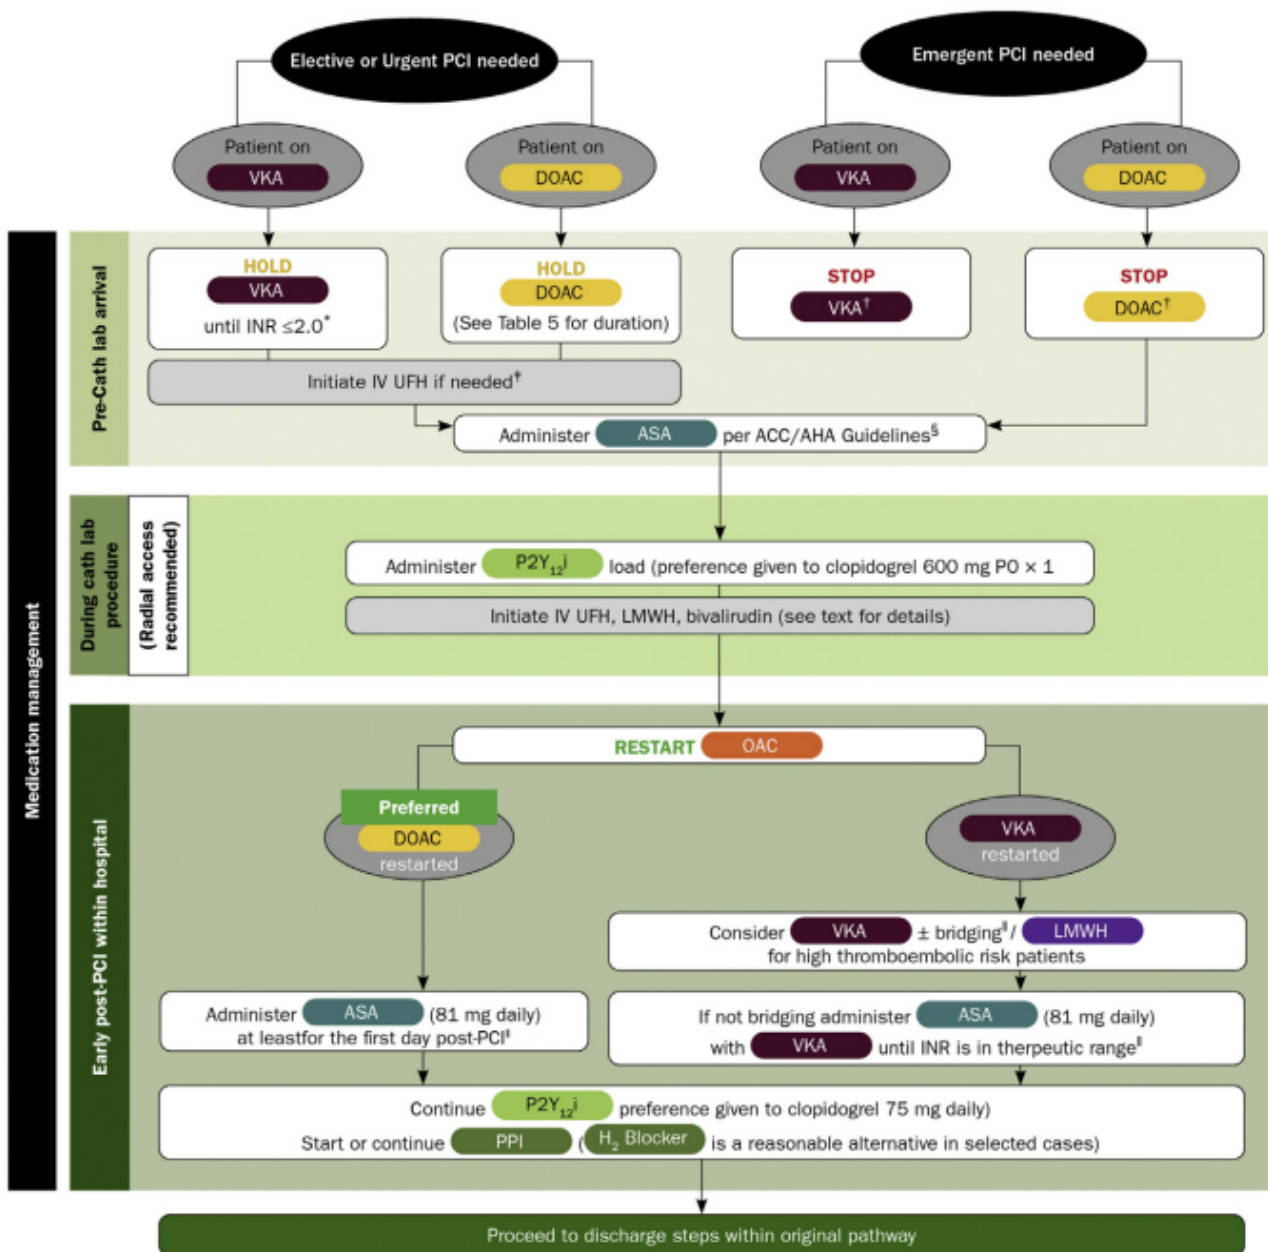 Elective or Urgent PCI needed
Emergent PCI needed
Patient on
VKA
Patient on
DOAC
Patient on
VKA
Patient on
DOAC
Medication management
Pre-Cath lab arrival
HOLD
VKA
until INR ≤2.0*
HOLD
DOAC
(See Table 5 for duration)
STOP
VKA†
STOP
DOAC†
Initiate IV UFH if needed‡
Administer ASA per ACC/AHA Guidelines§
During cath lab
procedure
(Radial access
recommended)
Administer P2Y12i load (preference given to clopidogrel 600 mg PO × 1
Initiate IV UFH, LMWH, bivalirudin (see text for details)
Early post-PCI within hospital
RESTART OAC
Preferred
DOAC
restarted
VKA
restarted
Consider VKA ± bridging‖/ LMWH
for high thromboembolic risk patients
Administer ASA (81 mg daily)
at leastfor the first day post-PCI‖
If not bridging administer ASA (81 mg daily)
with VKA until INR is in therpeutic range‖
Continue P2Y12i preference given to clopidogrel 75 mg daily)
Start or continue PPI (H2 Blocker is a reasonable alternative in selected cases)
Proceed to discharge steps within original pathway